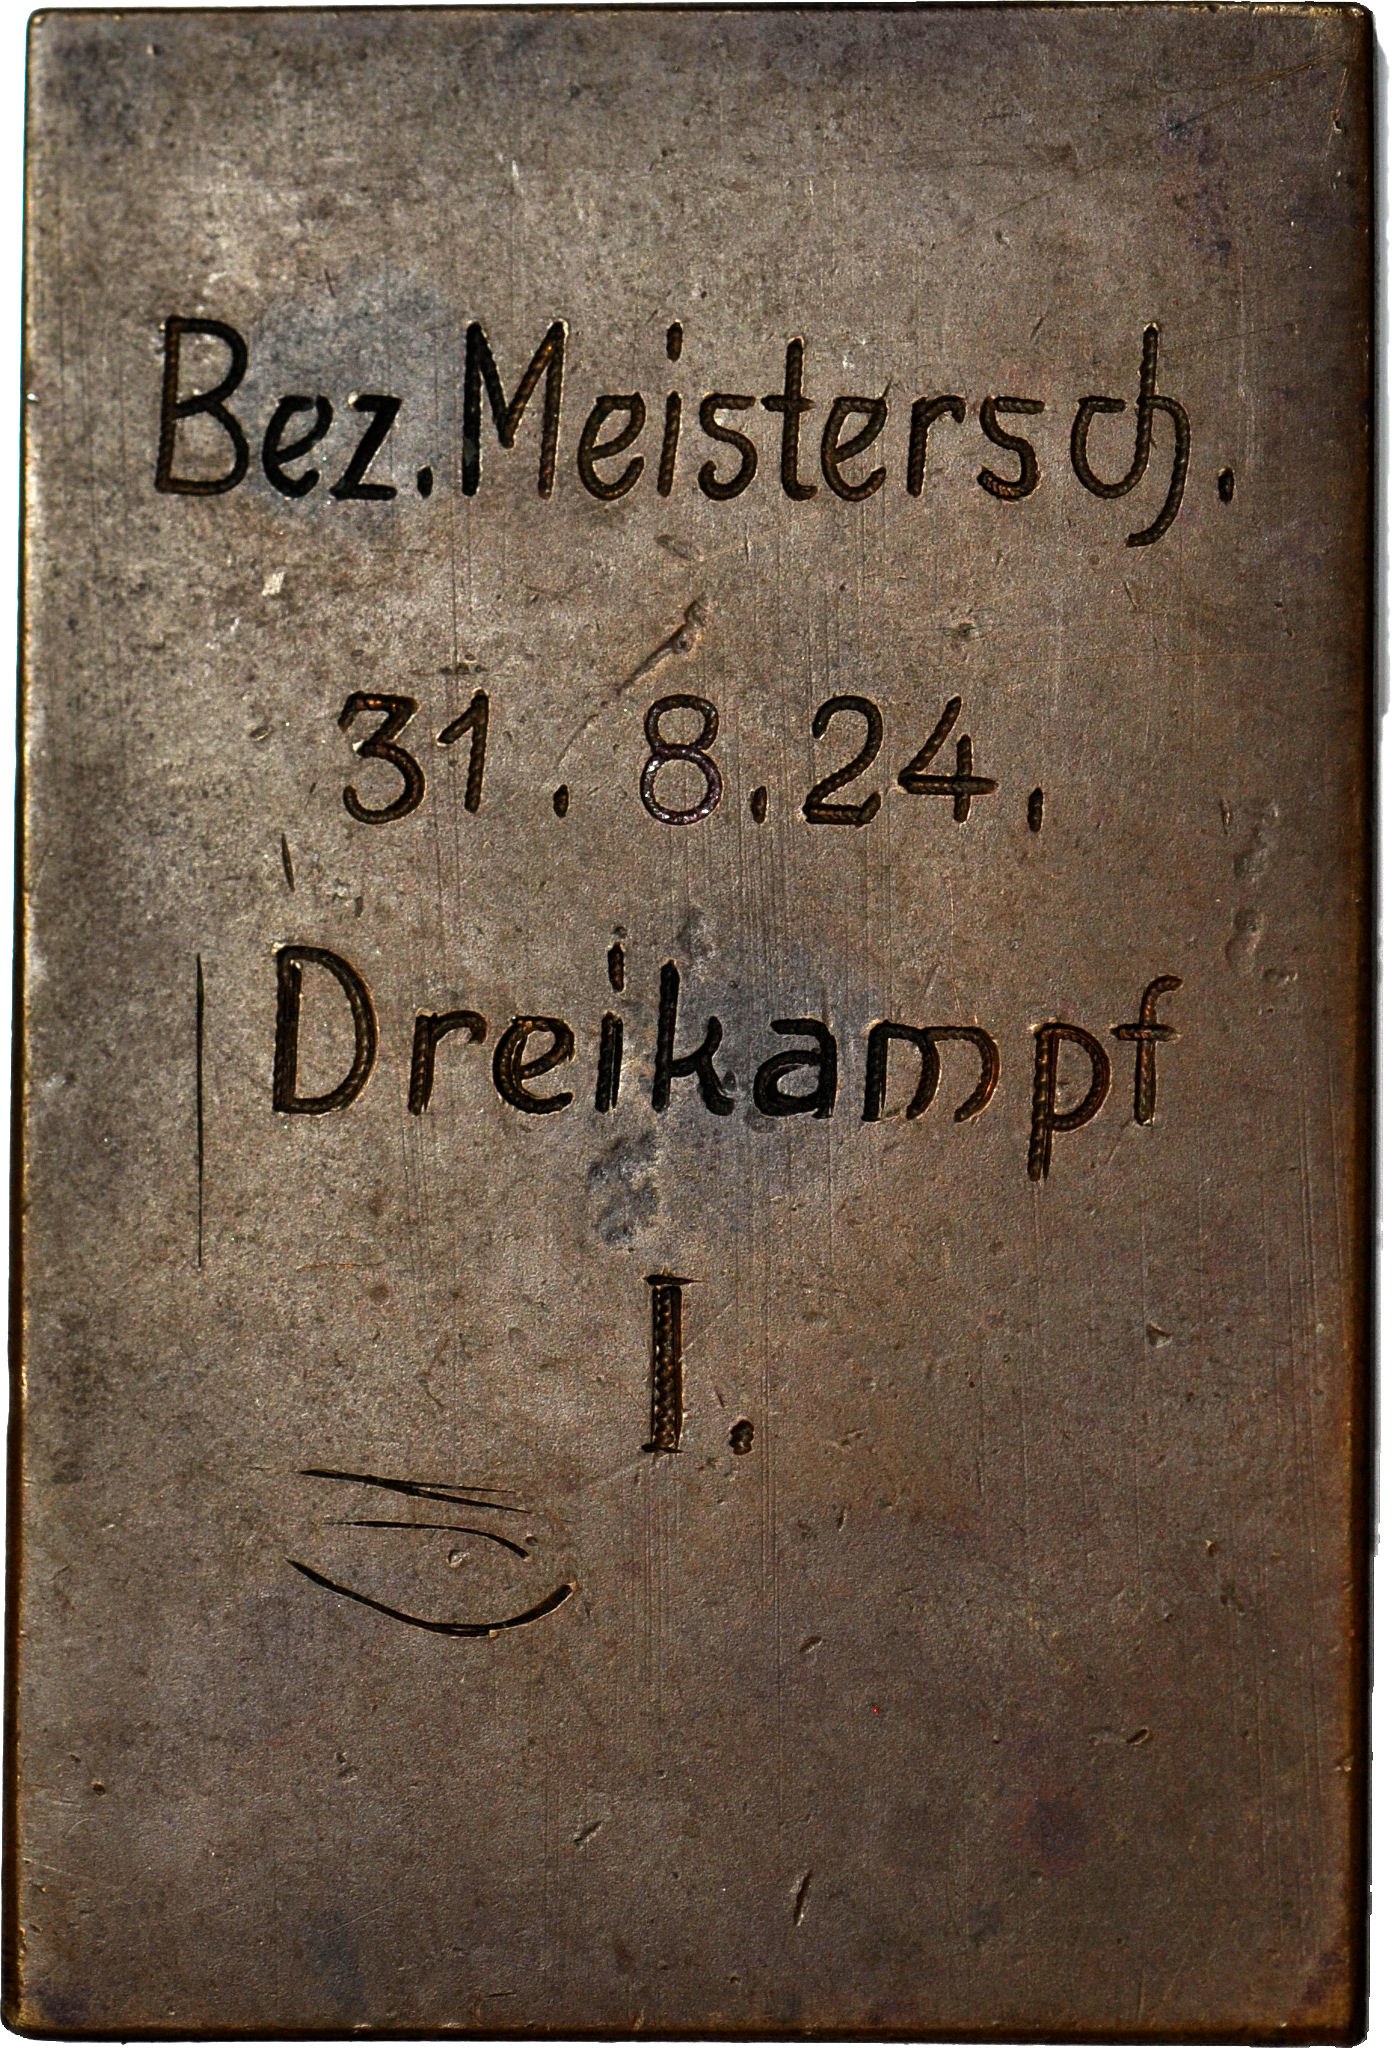 Bez. Meistersch.
31. 8. 24.
Dreikampf
I.